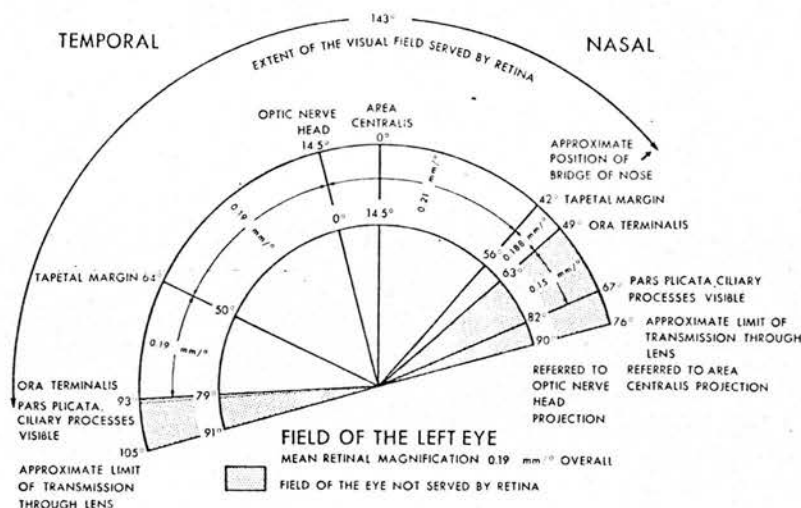 143°
TEMPORAL
NASAL
EXTENT OF THE VISUAL FIELD SERVED BY RETINA
OPTIC NERVE
HEAD
14.5°
AREA
CENTRALIS
0°
APPROXIMATE
POSITION OF
BRIDGE OF NOSE
0.19 mm/°
0.21 mm/°
0°
14.5°
42° TAPETAL MARGIN
49° ORA TERMINALIS
56°
0.188 mm/°
63°
0.15 mm/°
TAPETAL MARGIN 64°
50°
67° PARS PLICATA, CILIARY
PROCESSES VISIBLE
82°
76° APPROXIMATE LIMIT OF
TRANSMISSION THROUGH
LENS
90°
0.19 mm/°
REFERRED TO
OPTIC NERVE
HEAD
PROJECTION
REFERRED TO AREA
CENTRALIS PROJECTION
ORA TERMINALIS
93°
79°
PARS PLICATA,
CILIARY PROCESSES
VISIBLE
105°
91°
APPROXIMATE LIMIT
OF TRANSMISSION
THROUGH LENS
FIELD OF THE LEFT EYE
MEAN RETINAL MAGNIFICATION 0.19 mm/° OVERALL
FIELD OF THE EYE NOT SERVED BY RETINA